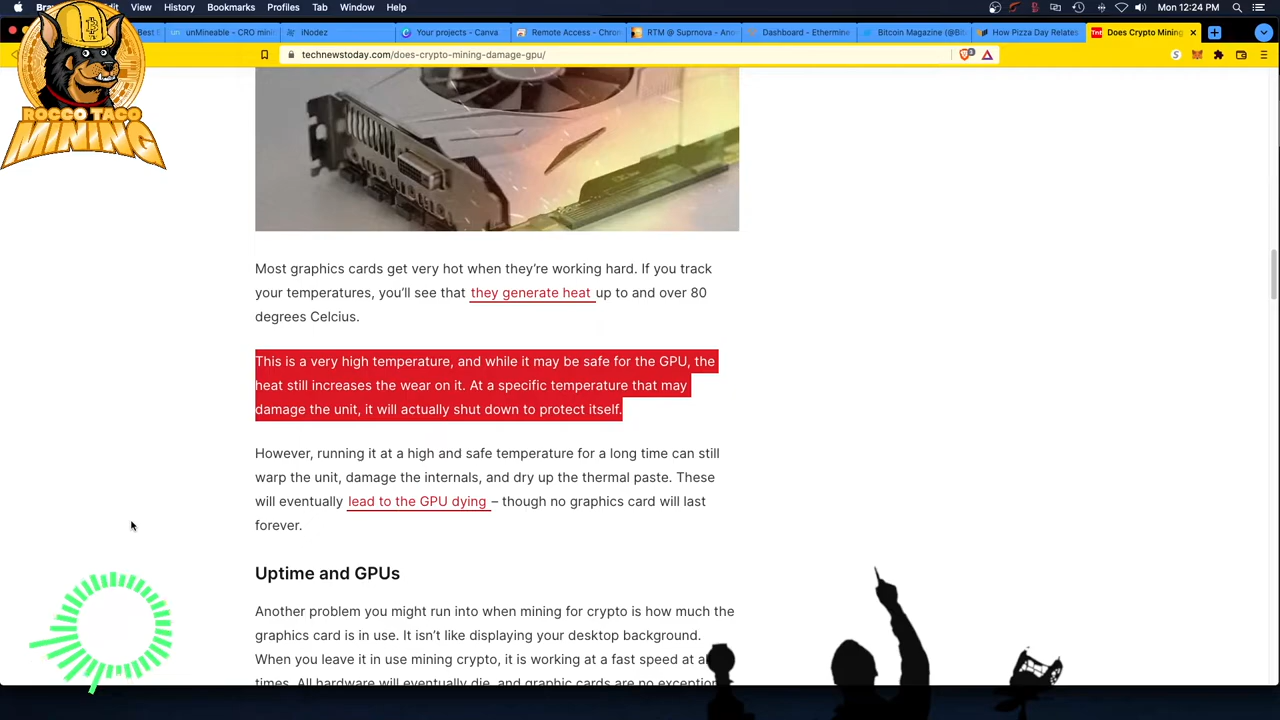 View History Bookmarks Profiles Tab Window Help
Mon 12:24 PM
Best
unMineable - CRO mini
iNodez
Your projects - Canva
Remote Access - Chron
RTM @ Suprnova - Ano
Dashboard - Ethermine
Bitcoin Magazine (@Bit
How Pizza Day Relates
Does Crypto Mining
technewstoday.com/does-crypto-mining-damage-gpu/
ROCCO TACO
MINING
Most graphics cards get very hot when they're working hard. If you track
your temperatures, you'll see that they generate heat up to and over 80
degrees Celcius.
This is a very high temperature, and while it may be safe for the GPU, the
heat still increases the wear on it. At a specific temperature that may
damage the unit, it will actually shut down to protect itself.
However, running it at a high and safe temperature for a long time can still
warp the unit, damage the internals, and dry up the thermal paste. These
will eventually lead to the GPU dying – though no graphics card will last
forever.
Uptime and GPUs
Another problem you might run into when mining for crypto is how much the
graphics card is in use. It isn't like displaying your desktop background.
When you leave it in use mining crypto, it is working at a fast speed at
times. All hardware will eventually die, and graphic cards are no exception